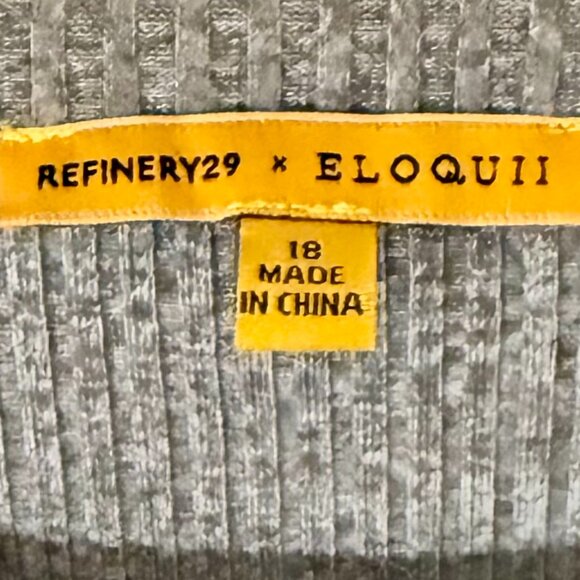 REFINERY29 × ELOQUII
18
MADE
IN CHINA